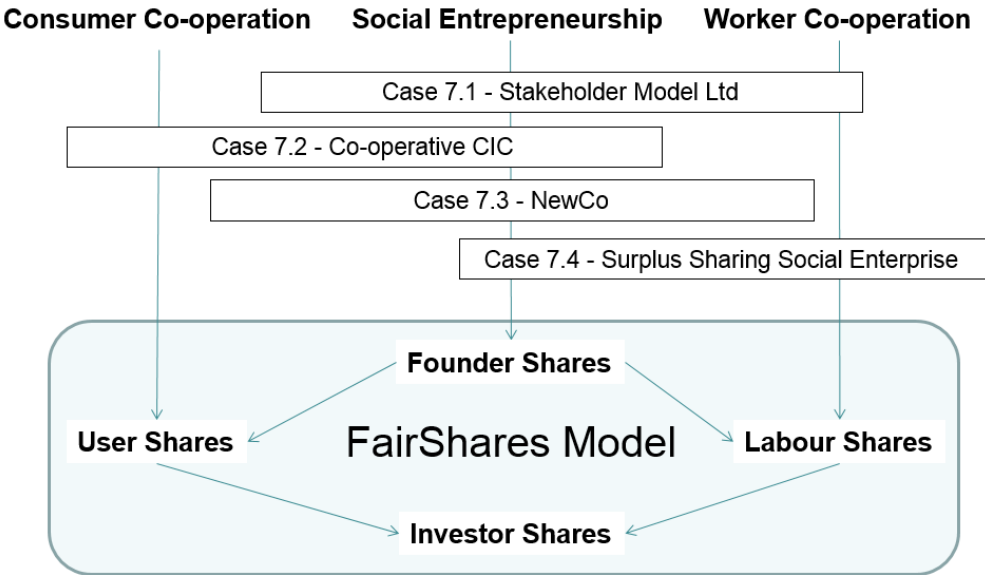 Consumer Co-operation
Social Entrepreneurship
Worker Co-operation
Case 7.1 - Stakeholder Model Ltd
Case 7.2 - Co-operative CIC
Case 7.3 - NewCo
Case 7.4 - Surplus Sharing Social Enterprise
Founder Shares
User Shares
FairShares Model
Labour Shares
Investor Shares